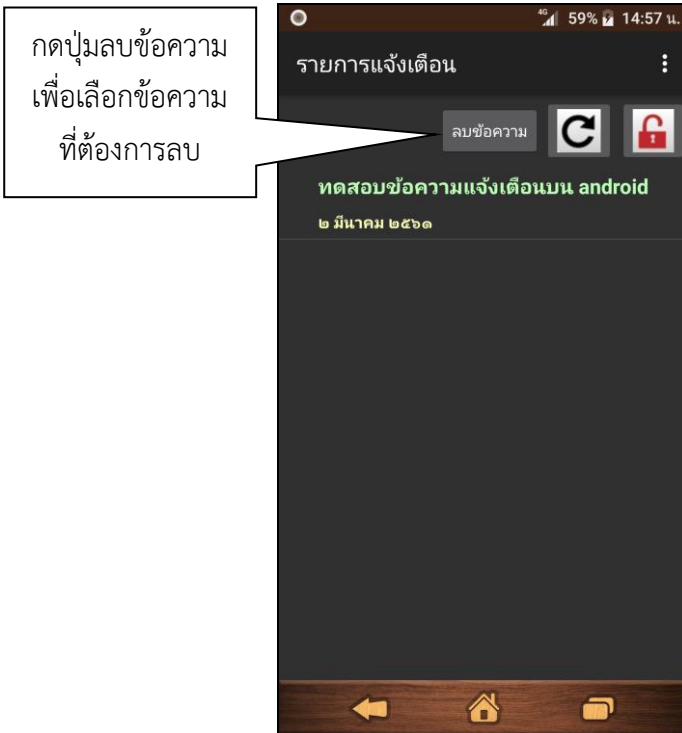 กดปุ่มลบข้อความ
เพื่อเลือกข้อความ
ที่ต้องการลบ
4G 59% 14:57 น.
รายการแจ้งเตือน
ลบข้อความ
ทดสอบข้อความแจ้งเตือนบน android
๒ มีนาคม ๒๕๖๑